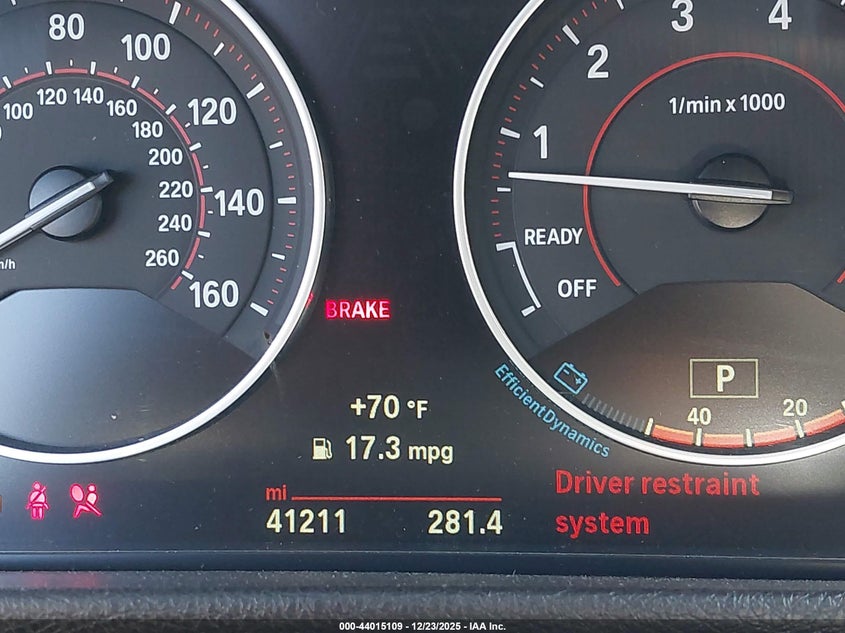 80
100
120
140
160
100
120
140
160
180
200
220
240
260
1
2
3
4
1/min x 1000
READY
OFF
BRAKE
+70 °F
17.3 mpg
mi
41211 281.4
P
40
20
EfficientDynamics
Driver restraint
system
000-44015109 - 12/23/2025 - IAA Inc.